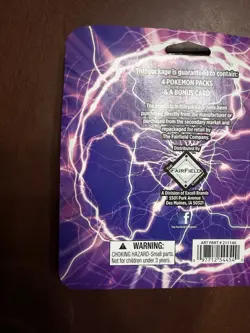 This package is guaranteed to contain:
4 POKEMON PACKS
& A BONUS CARD
The products in this package have been
purchased directly from the manufacturer or
purchased from the secondary market and
repackaged for retail by
The Fairfield Company.
Distributed by
FAIRFIELD
A Division of Excell Brands
5501 Park Avenue
Des Moines, IA 50321
f
WARNING:
CHOKING HAZARD-Small parts.
Not for children under 3 years.
ART PART # 211146